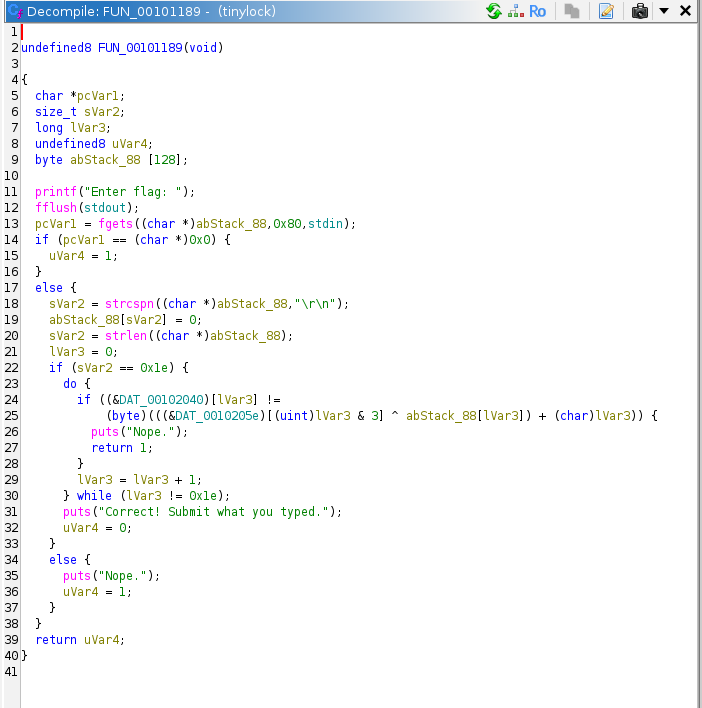 Decompile: FUN_00101189 - (tinylock)
Ro
1
2 undefined8 FUN_00101189(void)
3
4 {
5   char *pcVar1;
6   size_t sVar2;
7   long lVar3;
8   undefined8 uVar4;
9   byte abStack_88 [128];
10
11   printf("Enter flag: ");
12   fflush(stdout);
13   pcVar1 = fgets((char *)abStack_88,0x80,stdin);
14   if (pcVar1 == (char *)0x0) {
15     uVar4 = 1;
16   }
17   else {
18     sVar2 = strcspn((char *)abStack_88,"\r\n");
19     abStack_88[sVar2] = 0;
20     sVar2 = strlen((char *)abStack_88);
21     lVar3 = 0;
22     if (sVar2 == 0x1e) {
23       do {
24         if ((&DAT_00102040)[lVar3] !=
25             (byte)(((&DAT_0010205e)[(uint)lVar3 & 3] ^ abStack_88[lVar3]) + (char)lVar3)) {
26           puts("Nope.");
27           return 1;
28         }
29         lVar3 = lVar3 + 1;
30       } while (lVar3 != 0x1e);
31       puts("Correct! Submit what you typed.");
32       uVar4 = 0;
33     }
34     else {
35       puts("Nope.");
36       uVar4 = 1;
37     }
38   }
39   return uVar4;
40 }
41